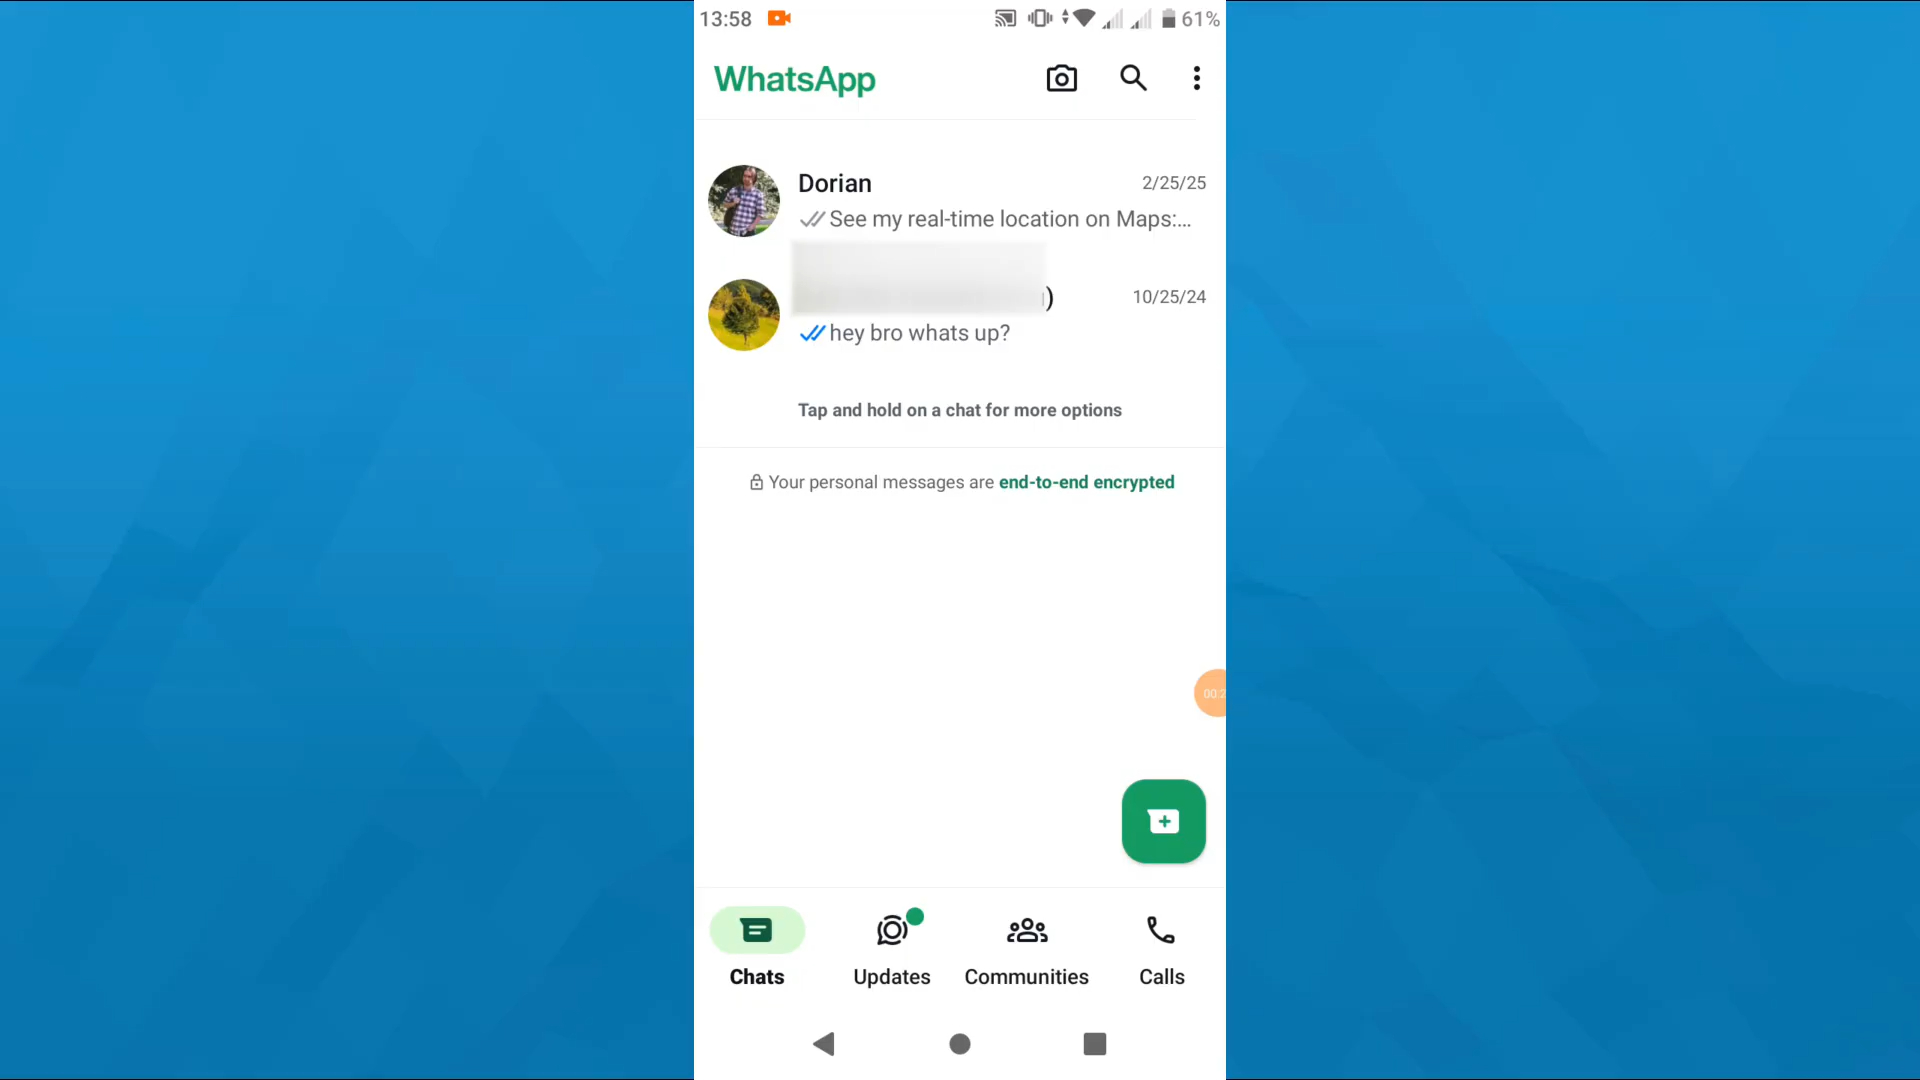 13:58
61%
WhatsApp
Dorian
2/25/25
See my real-time location on Maps:...
)
10/25/24
hey bro whats up?
Tap and hold on a chat for more options
Your personal messages are end-to-end encrypted
00:2
Chats
Updates
Communities
Calls